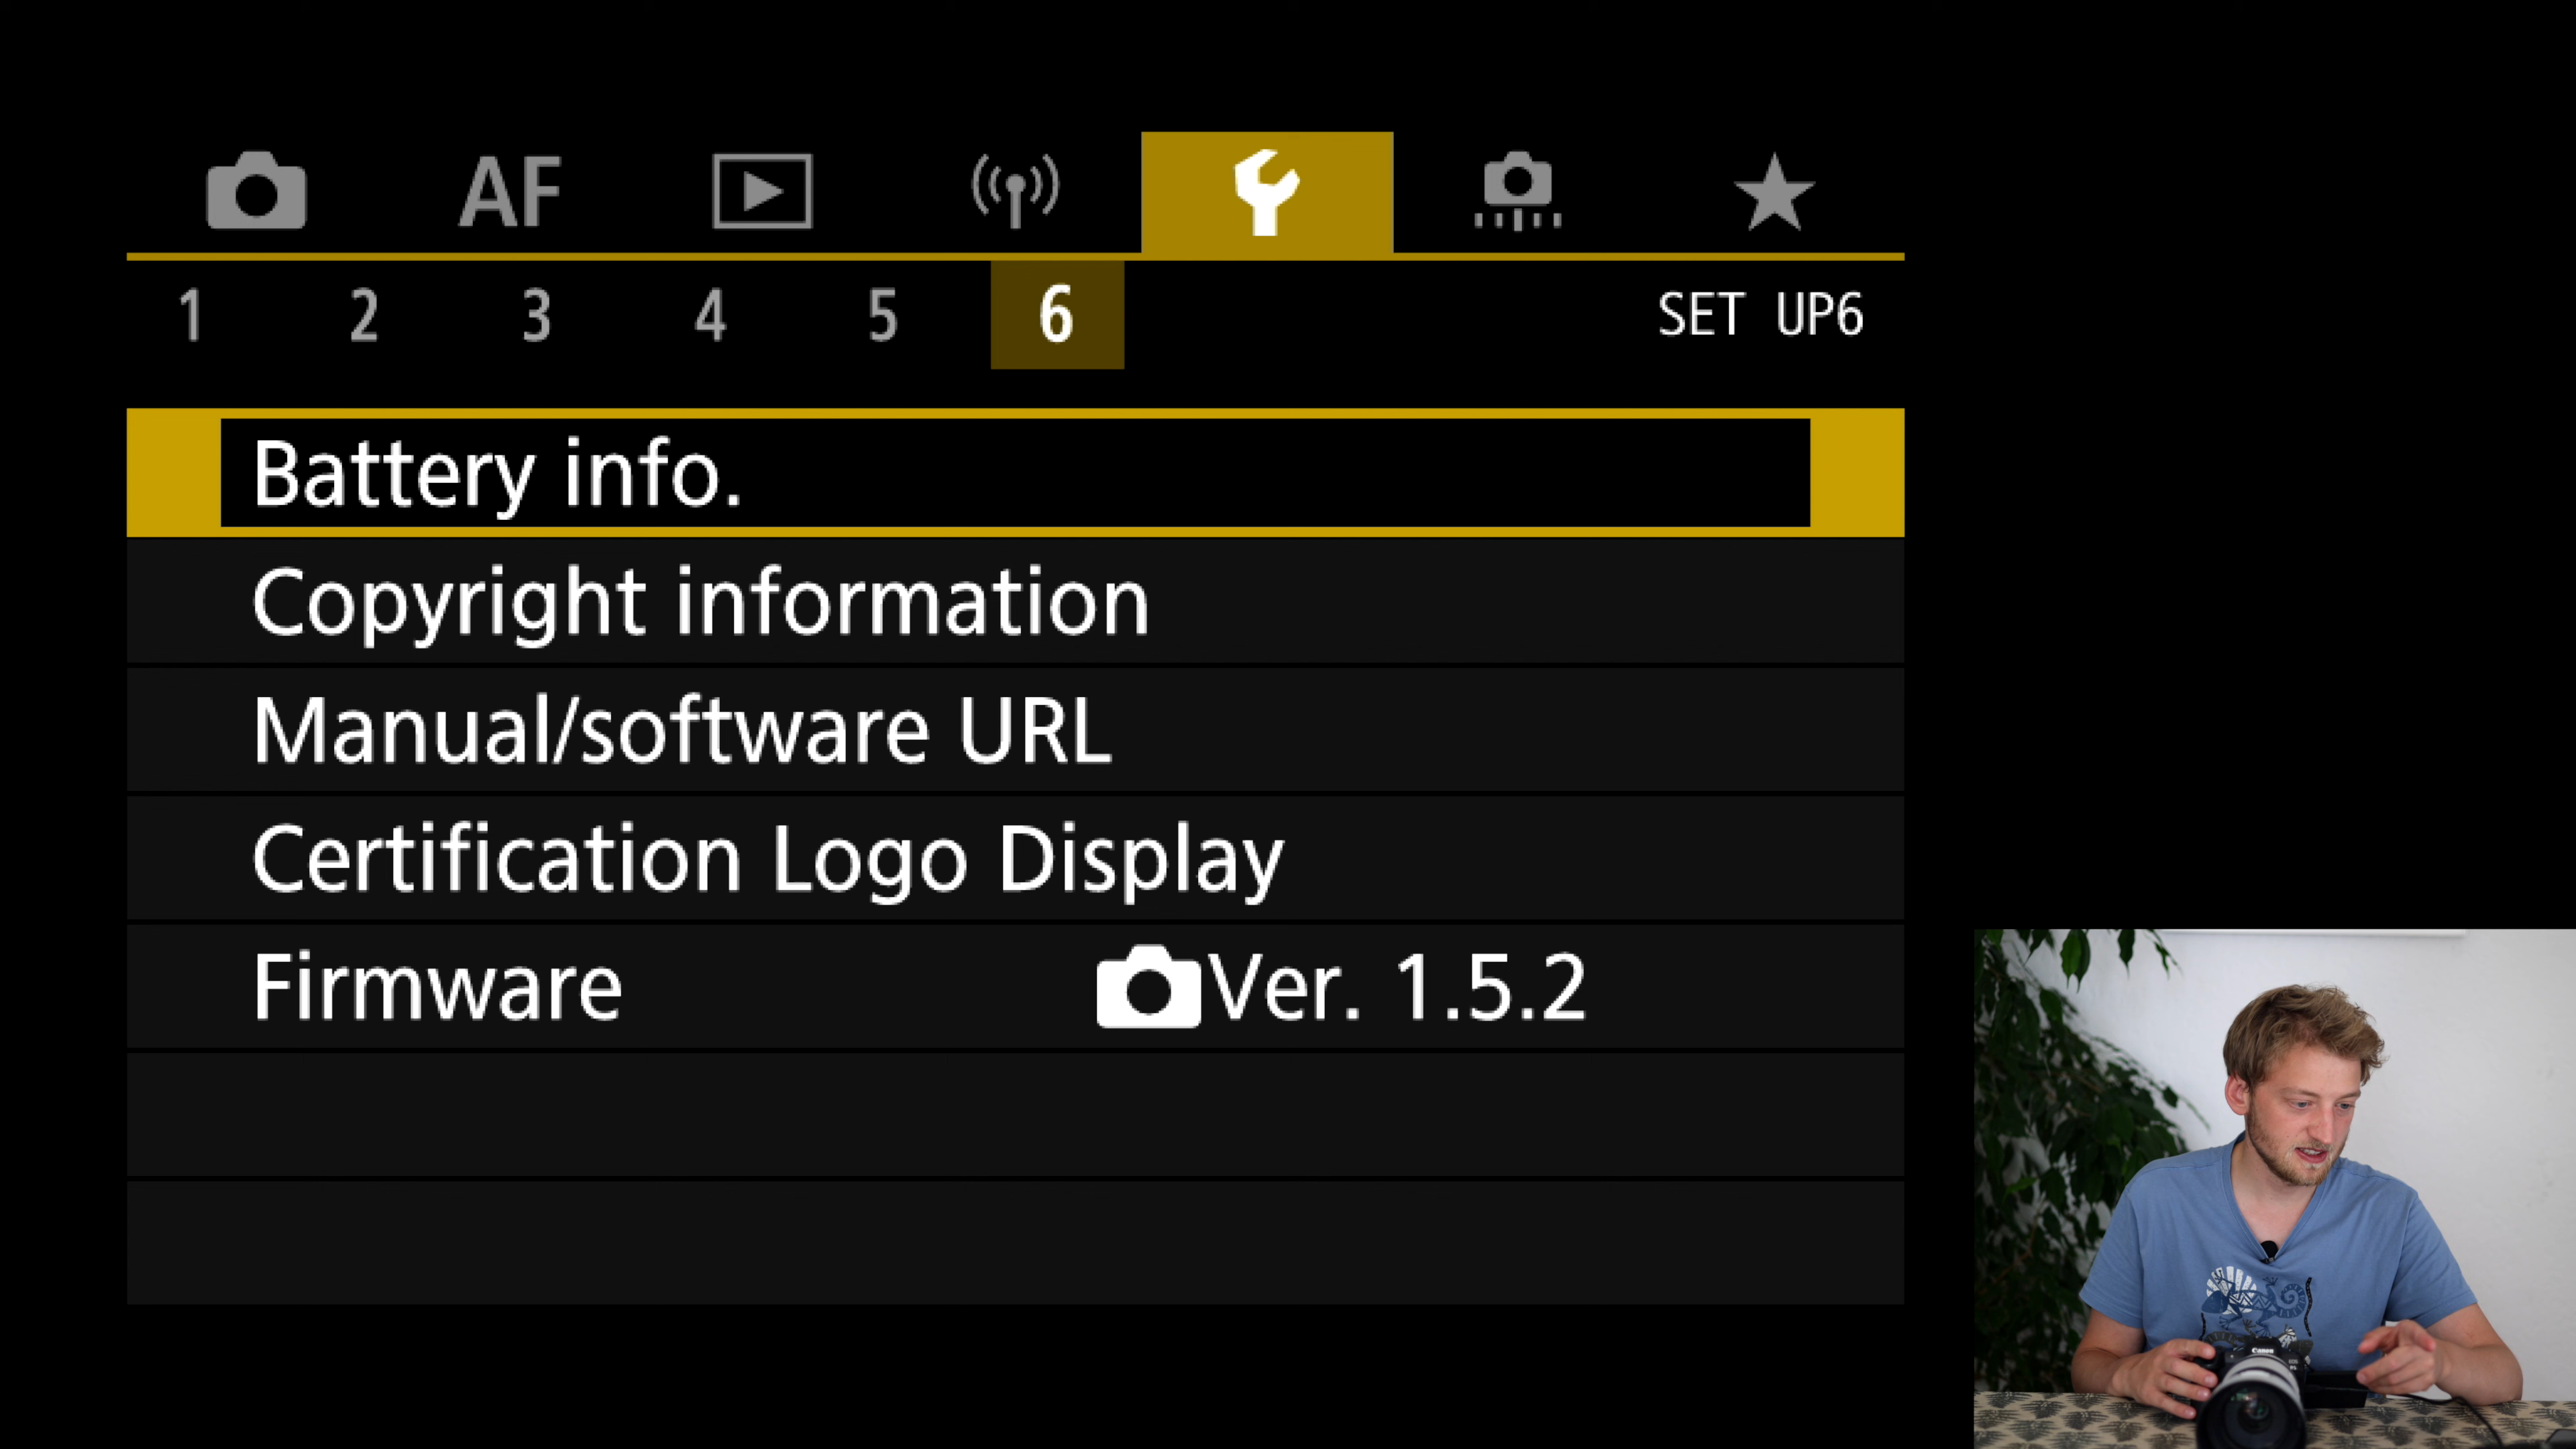 AF
1 2 3 4 5 6 SET UP6
Battery info.
Copyright information
Manual/software URL
Certification Logo Display
Firmware Ver. 1.5.2
Canon